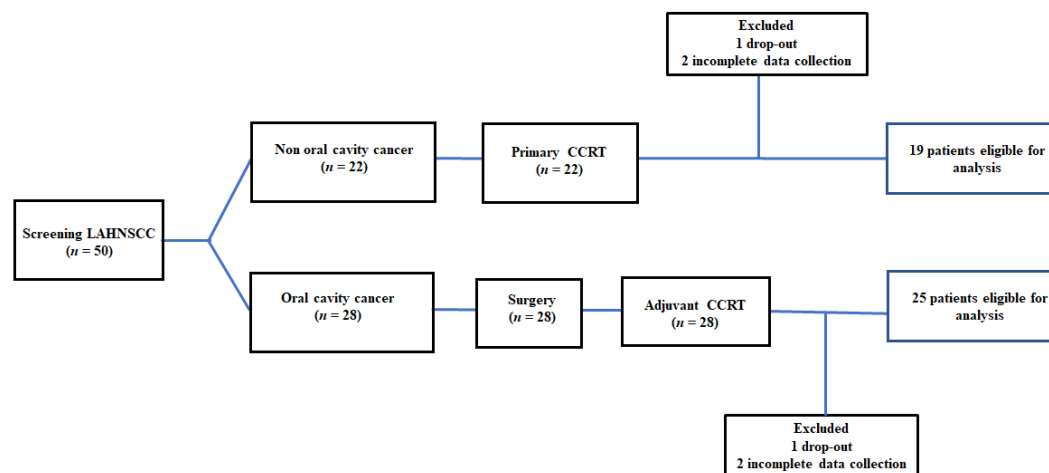 Excluded
1 drop-out
2 incomplete data collection
Non oral cavity cancer
(n = 22)
Primary CCRT
(n = 22)
19 patients eligible for
analysis
Screening LAHNSCC
(n = 50)
Oral cavity cancer
(n = 28)
Surgery
(n = 28)
Adjuvant CCRT
(n = 28)
25 patients eligible for
analysis
Excluded
1 drop-out
2 incomplete data collection